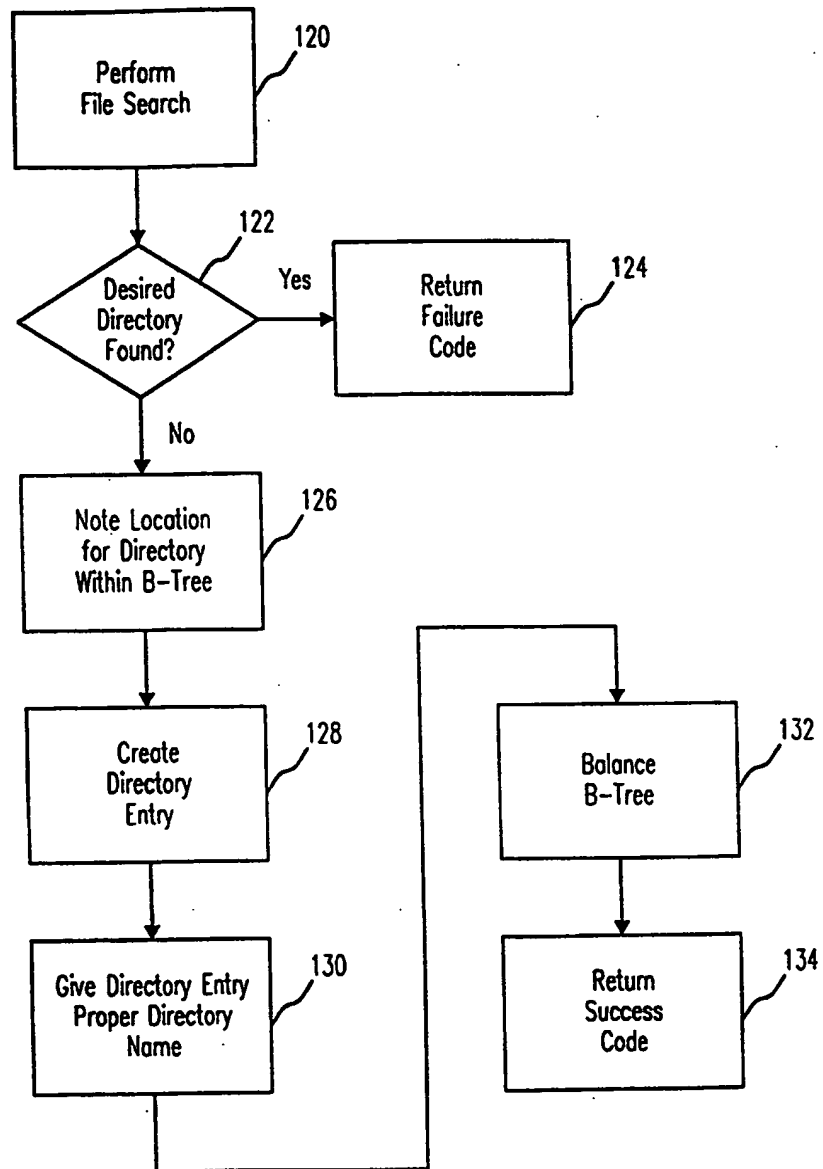 Perform
File Search
120
Desired
Directory
Found?
122
Yes
Return
Failure
Code
124
No
Note Location
for Directory
Within B-Tree
126
Create
Directory
Entry
128
Give Directory Entry
Proper Directory
Name
130
Balance
B-Tree
132
Return
Success
Code
134